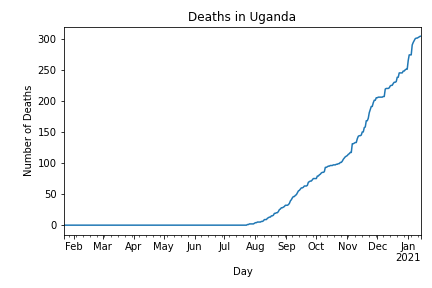 Deaths in Uganda
Number of Deaths
300
250
200
150
100
50
0
Feb Mar Apr May Jun Jul Aug Sep Oct Nov Dec Jan
2021
Day